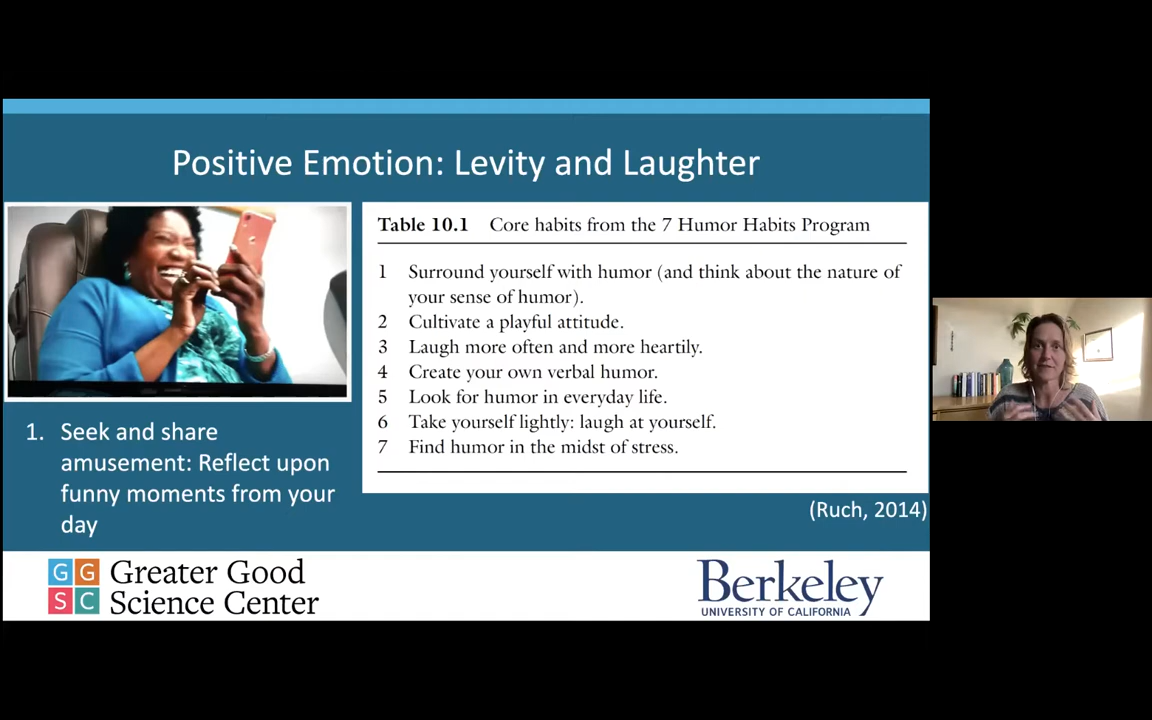 Positive Emotion: Levity and Laughter
Table 10.1 Core habits from the 7 Humor Habits Program
1 Surround yourself with humor (and think about the nature of
your sense of humor).
2 Cultivate a playful attitude.
3 Laugh more often and more heartily.
4 Create your own verbal humor.
5 Look for humor in everyday life.
6 Take yourself lightly: laugh at yourself.
7 Find humor in the midst of stress.
1. Seek and share
amusement: Reflect upon
funny moments from your
day
(Ruch, 2014)
G G
S C
Greater Good
Science Center
Berkeley
UNIVERSITY OF CALIFORNIA